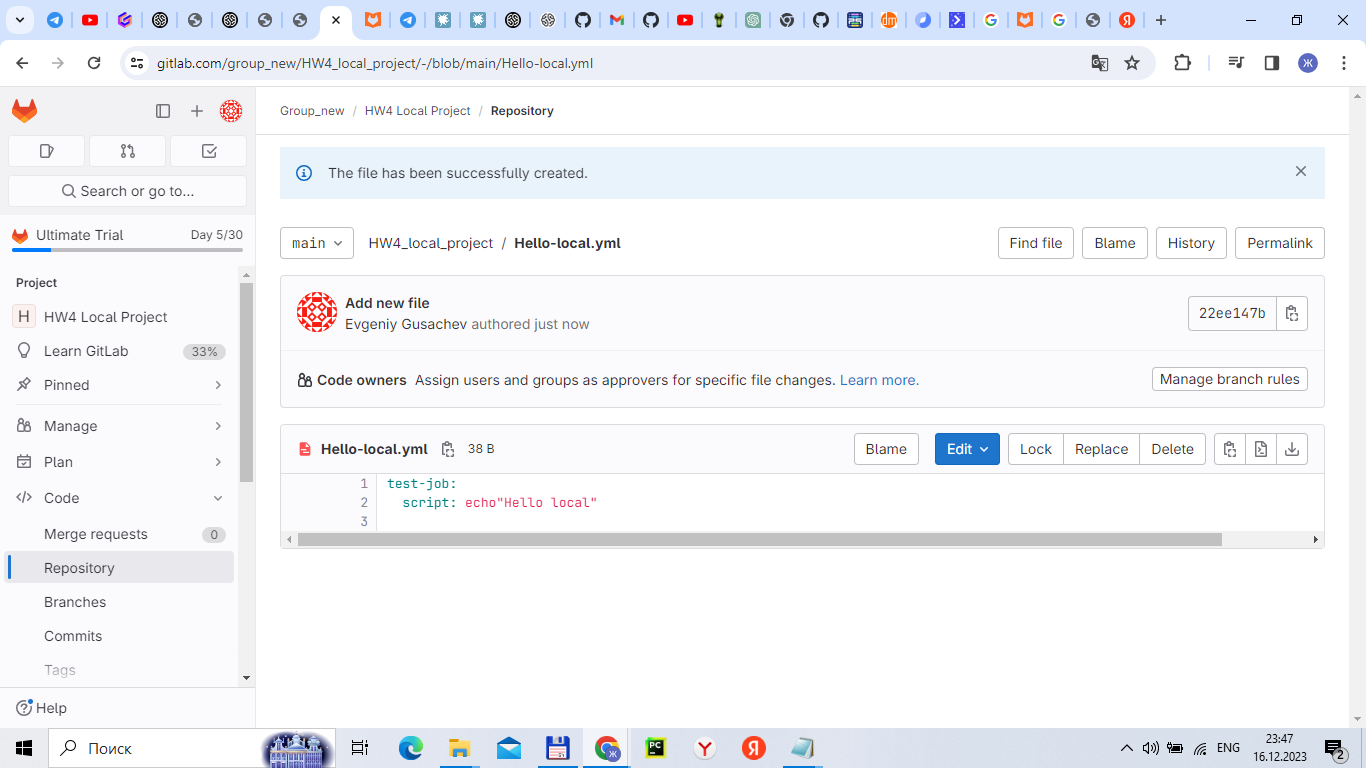 gitlab.com/group_new/HW4_local_project/-/blob/main/Hello-local.yml
Ж
Group_new / HW4 Local Project / Repository
The file has been successfully created.
Search or go to...
Ultimate Trial Day 5/30
Project
H HW4 Local Project
Learn GitLab 33%
Pinned
Manage
Plan
Code
Merge requests 0
Repository
Branches
Commits
Tags
Help
main HW4_local_project / Hello-local.yml
Find file Blame History Permalink
Add new file
Evgeniy Gusachev authored just now
22ee147b
Code owners Assign users and groups as approvers for specific file changes. Learn more.
Manage branch rules
Hello-local.yml 38 B
Blame Edit Lock Replace Delete
1 test-job:
2 script: echo"Hello local"
3
Поиск
ENG
23:47
16.12.2023
2